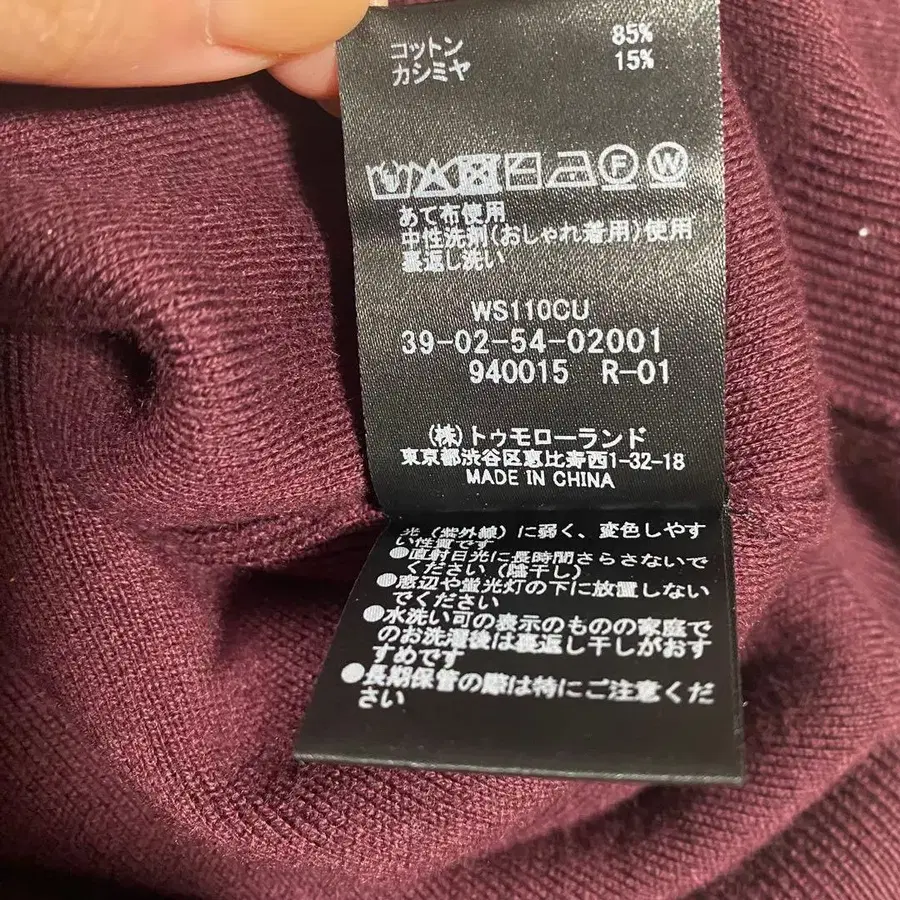 コットン 85%
カシミヤ 15%
F W
あて布使用
中性洗剤(おしゃれ着用)使用
裏返し洗い
WS110CU
39-02-54-02001
940015 R-01
(株)トゥモローランド
東京都渋谷区恵比寿西1-32-18
MADE IN CHINA
光(紫外線)に弱く、変色しやす
い性質です
●直射日光に長時間さらさないで
ください(陰干し)
●窓辺や蛍光灯の下に放置しない
でください
●水洗い可の表示のものの家庭で
のお洗濯後は裏返し干しがおす
すめです
●長期保管の際は特にご注意くだ
さい